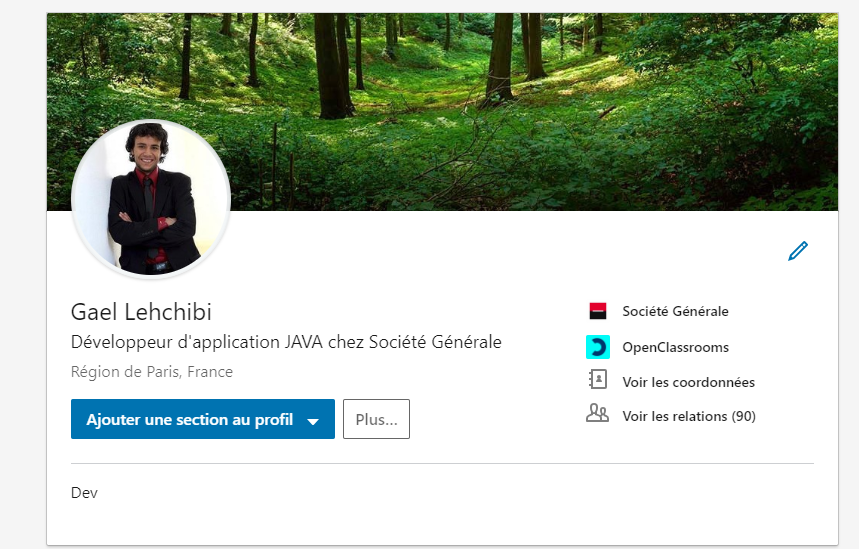 Gael Lehchibi
Développeur d'application JAVA chez Société Générale
Région de Paris, France
Ajouter une section au profil
Plus...
Société Générale
OpenClassrooms
Voir les coordonnées
Voir les relations (90)
Dev